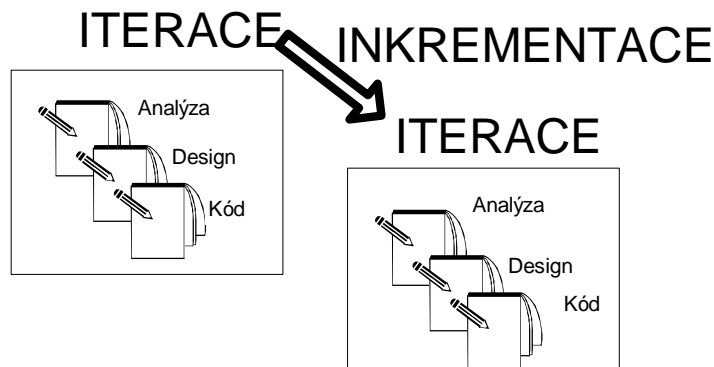 ITERACE
INKREMENTACE
Analýza
Design
Kód
ITERACE
Analýza
Design
Kód